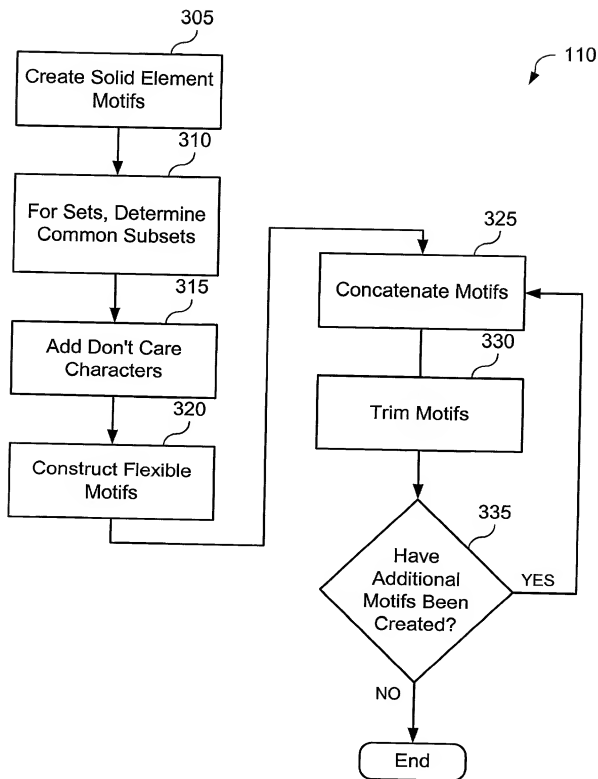 305
Create Solid Element
Motifs
310
For Sets, Determine
Common Subsets
315
Add Don't Care
Characters
320
Construct Flexible
Motifs
110
325
Concatenate Motifs
330
Trim Motifs
335
Have
Additional
Motifs Been
Created?
YES
NO
End